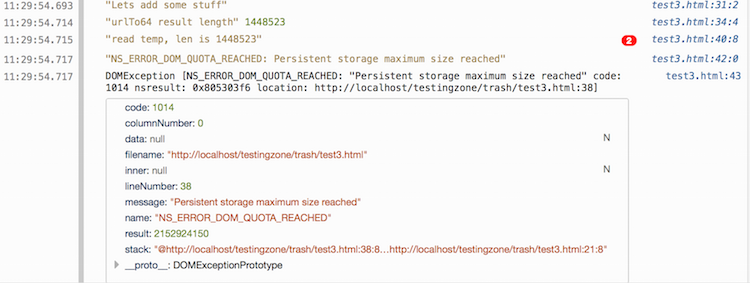 11:29:54.693 "Lets add some stuff" test3.html:31:2
11:29:54.714 "urlTo64 result length" 1448523 test3.html:34:4
11:29:54.715 "read temp, len is 1448523" 2 test3.html:40:8
11:29:54.717 "NS_ERROR_DOM_QUOTA_REACHED: Persistent storage maximum size reached" test3.html:42:0
11:29:54.717 DOMException [NS_ERROR_DOM_QUOTA_REACHED: "Persistent storage maximum size reached" code: test3.html:43
1014 nsresult: 0x805303f6 location: http://localhost/testingzone/trash/test3.html:38]
code: 1014
columnNumber: 0
data: null N
filename: "http://localhost/testingzone/trash/test3.html"
inner: null N
lineNumber: 38
message: "Persistent storage maximum size reached"
name: "NS_ERROR_DOM_QUOTA_REACHED"
result: 2152924150
stack: "@http://localhost/testingzone/trash/test3.html:38:8…http://localhost/testingzone/trash/test3.html:21:8"
__proto__: DOMExceptionPrototype